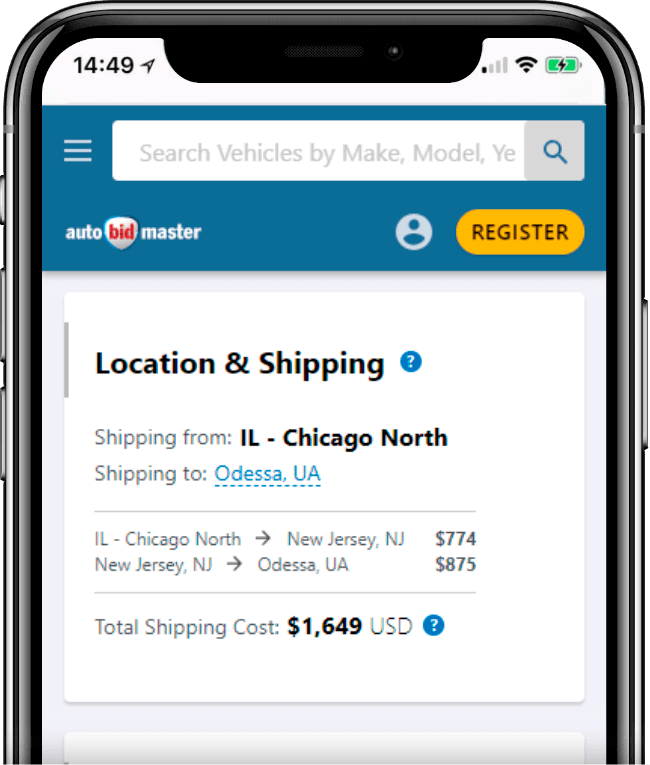 14:49
Search Vehicles by Make, Model, Ye
auto bid master
REGISTER
Location & Shipping ?
Shipping from: IL - Chicago North
Shipping to: Odessa, UA
IL - Chicago North → New Jersey, NJ $774
New Jersey, NJ → Odessa, UA $875
Total Shipping Cost: $1,649 USD ?